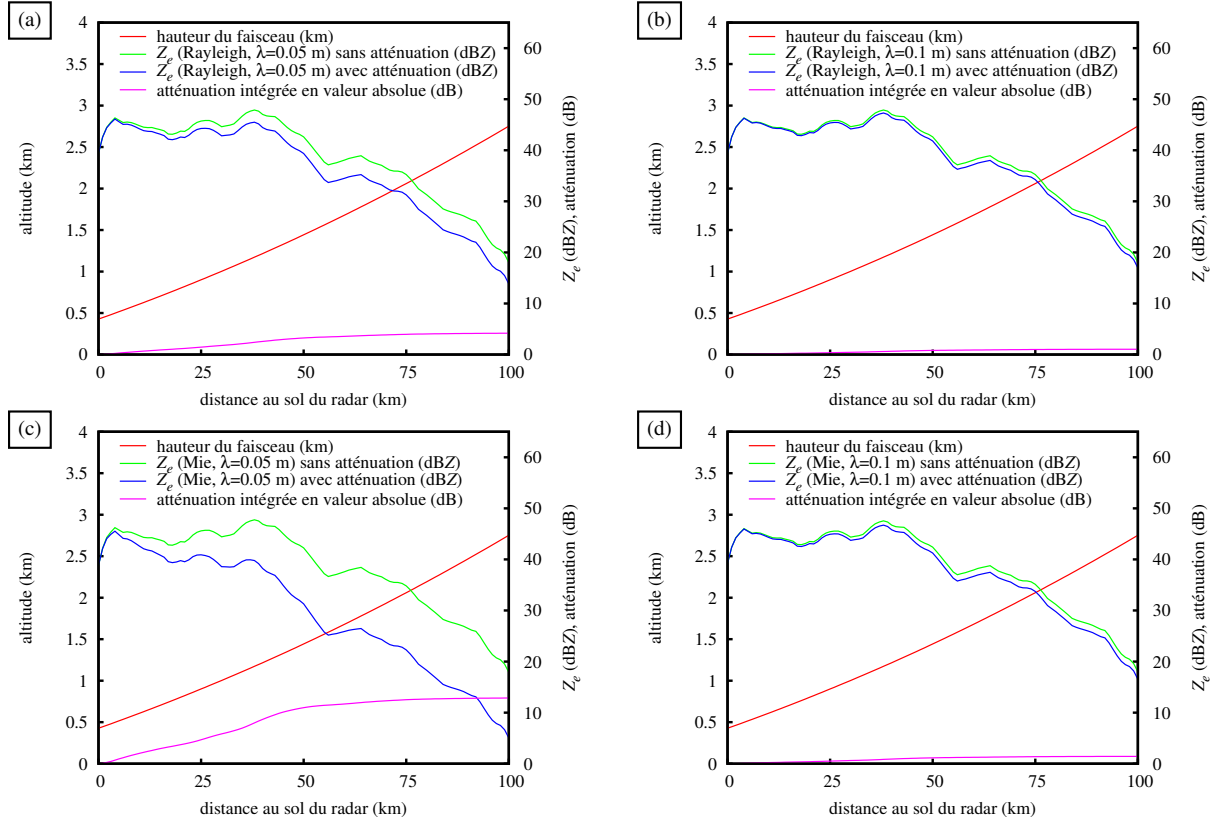 (a)
hauteur du faisceau (km)
Z_e (Rayleigh, λ=0.05 m) sans atténuation (dBZ)
Z_e (Rayleigh, λ=0.05 m) avec atténuation (dBZ)
atténuation intégrée en valeur absolue (dB)
4
3.5
3
2.5
2
1.5
1
0.5
0
altitude (km)
60
50
40
30
20
10
0
Z_e (dBZ), atténuation (dB)
0 25 50 75 100
distance au sol du radar (km)
(b)
hauteur du faisceau (km)
Z_e (Rayleigh, λ=0.1 m) sans atténuation (dBZ)
Z_e (Rayleigh, λ=0.1 m) avec atténuation (dBZ)
atténuation intégrée en valeur absolue (dB)
4
3.5
3
2.5
2
1.5
1
0.5
0
altitude (km)
60
50
40
30
20
10
0
Z_e (dBZ), atténuation (dB)
0 25 50 75 100
distance au sol du radar (km)
(c)
hauteur du faisceau (km)
Z_e (Mie, λ=0.05 m) sans atténuation (dBZ)
Z_e (Mie, λ=0.05 m) avec atténuation (dBZ)
atténuation intégrée en valeur absolue (dB)
4
3.5
3
2.5
2
1.5
1
0.5
0
altitude (km)
60
50
40
30
20
10
0
Z_e (dBZ), atténuation (dB)
0 25 50 75 100
distance au sol du radar (km)
(d)
hauteur du faisceau (km)
Z_e (Mie, λ=0.1 m) sans atténuation (dBZ)
Z_e (Mie, λ=0.1 m) avec atténuation (dBZ)
atténuation intégrée en valeur absolue (dB)
4
3.5
3
2.5
2
1.5
1
0.5
0
altitude (km)
60
50
40
30
20
10
0
Z_e (dBZ), atténuation (dB)
0 25 50 75 100
distance au sol du radar (km)